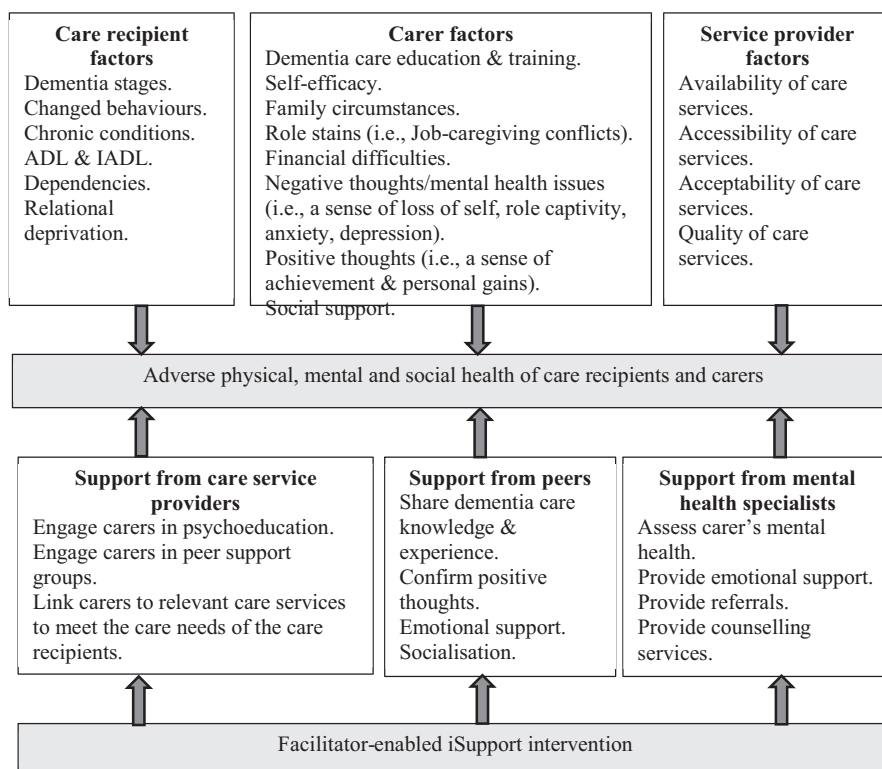 Care recipient
factors
Dementia stages.
Changed behaviours.
Chronic conditions.
ADL & IADL.
Dependencies.
Relational
deprivation.
Carer factors
Dementia care education & training.
Self-efficacy.
Family circumstances.
Role stains (i.e., Job-caregiving conflicts).
Financial difficulties.
Negative thoughts/mental health issues
(i.e., a sense of loss of self, role captivity,
anxiety, depression).
Positive thoughts (i.e., a sense of
achievement & personal gains).
Social support.
Service provider
factors
Availability of care
services.
Accessibility of care
services.
Acceptability of care
services.
Quality of care
services.
Adverse physical, mental and social health of care recipients and carers
Support from care service
providers
Engage carers in psychoeducation.
Engage carers in peer support
groups.
Link carers to relevant care services
to meet the care needs of the care
recipients.
Support from peers
Share dementia care
knowledge &
experience.
Confirm positive
thoughts.
Emotional support.
Socialisation.
Support from mental
health specialists
Assess carer's mental
health.
Provide emotional support.
Provide referrals.
Provide counselling
services.
Facilitator-enabled iSupport intervention